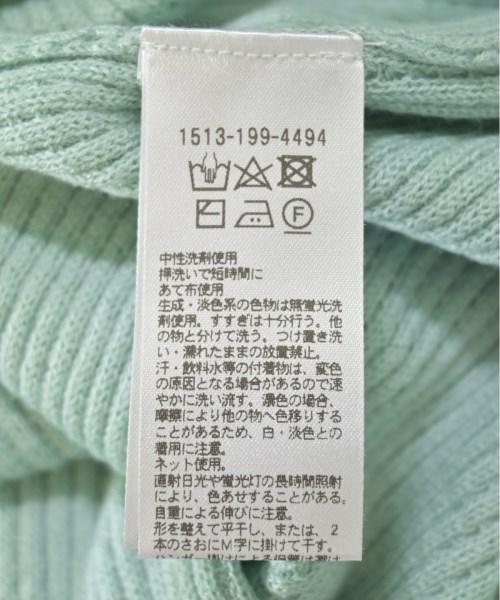 1513-199-4494
F
中性洗剤使用
押洗いで短時間に
あて布使用
生成・淡色系の色物は無蛍光洗
剤使用。すすぎは十分行う。他
の物と分けて洗う。つけ置き洗
い・濡れたままの放置禁止。
汗・飲料水等の付着物は、変色
の原因となる場合があるので速
やかに洗い流す。濃色の場合、
摩擦により他の物へ色移りする
ことがあるため、白・淡色との
着用に注意。
ネット使用。
直射日光や蛍光灯の長時間照射
により、色あせすることがある。
自重による伸びに注意。
形を整えて平干し、または、2
本のさおにM字に掛けて干す。